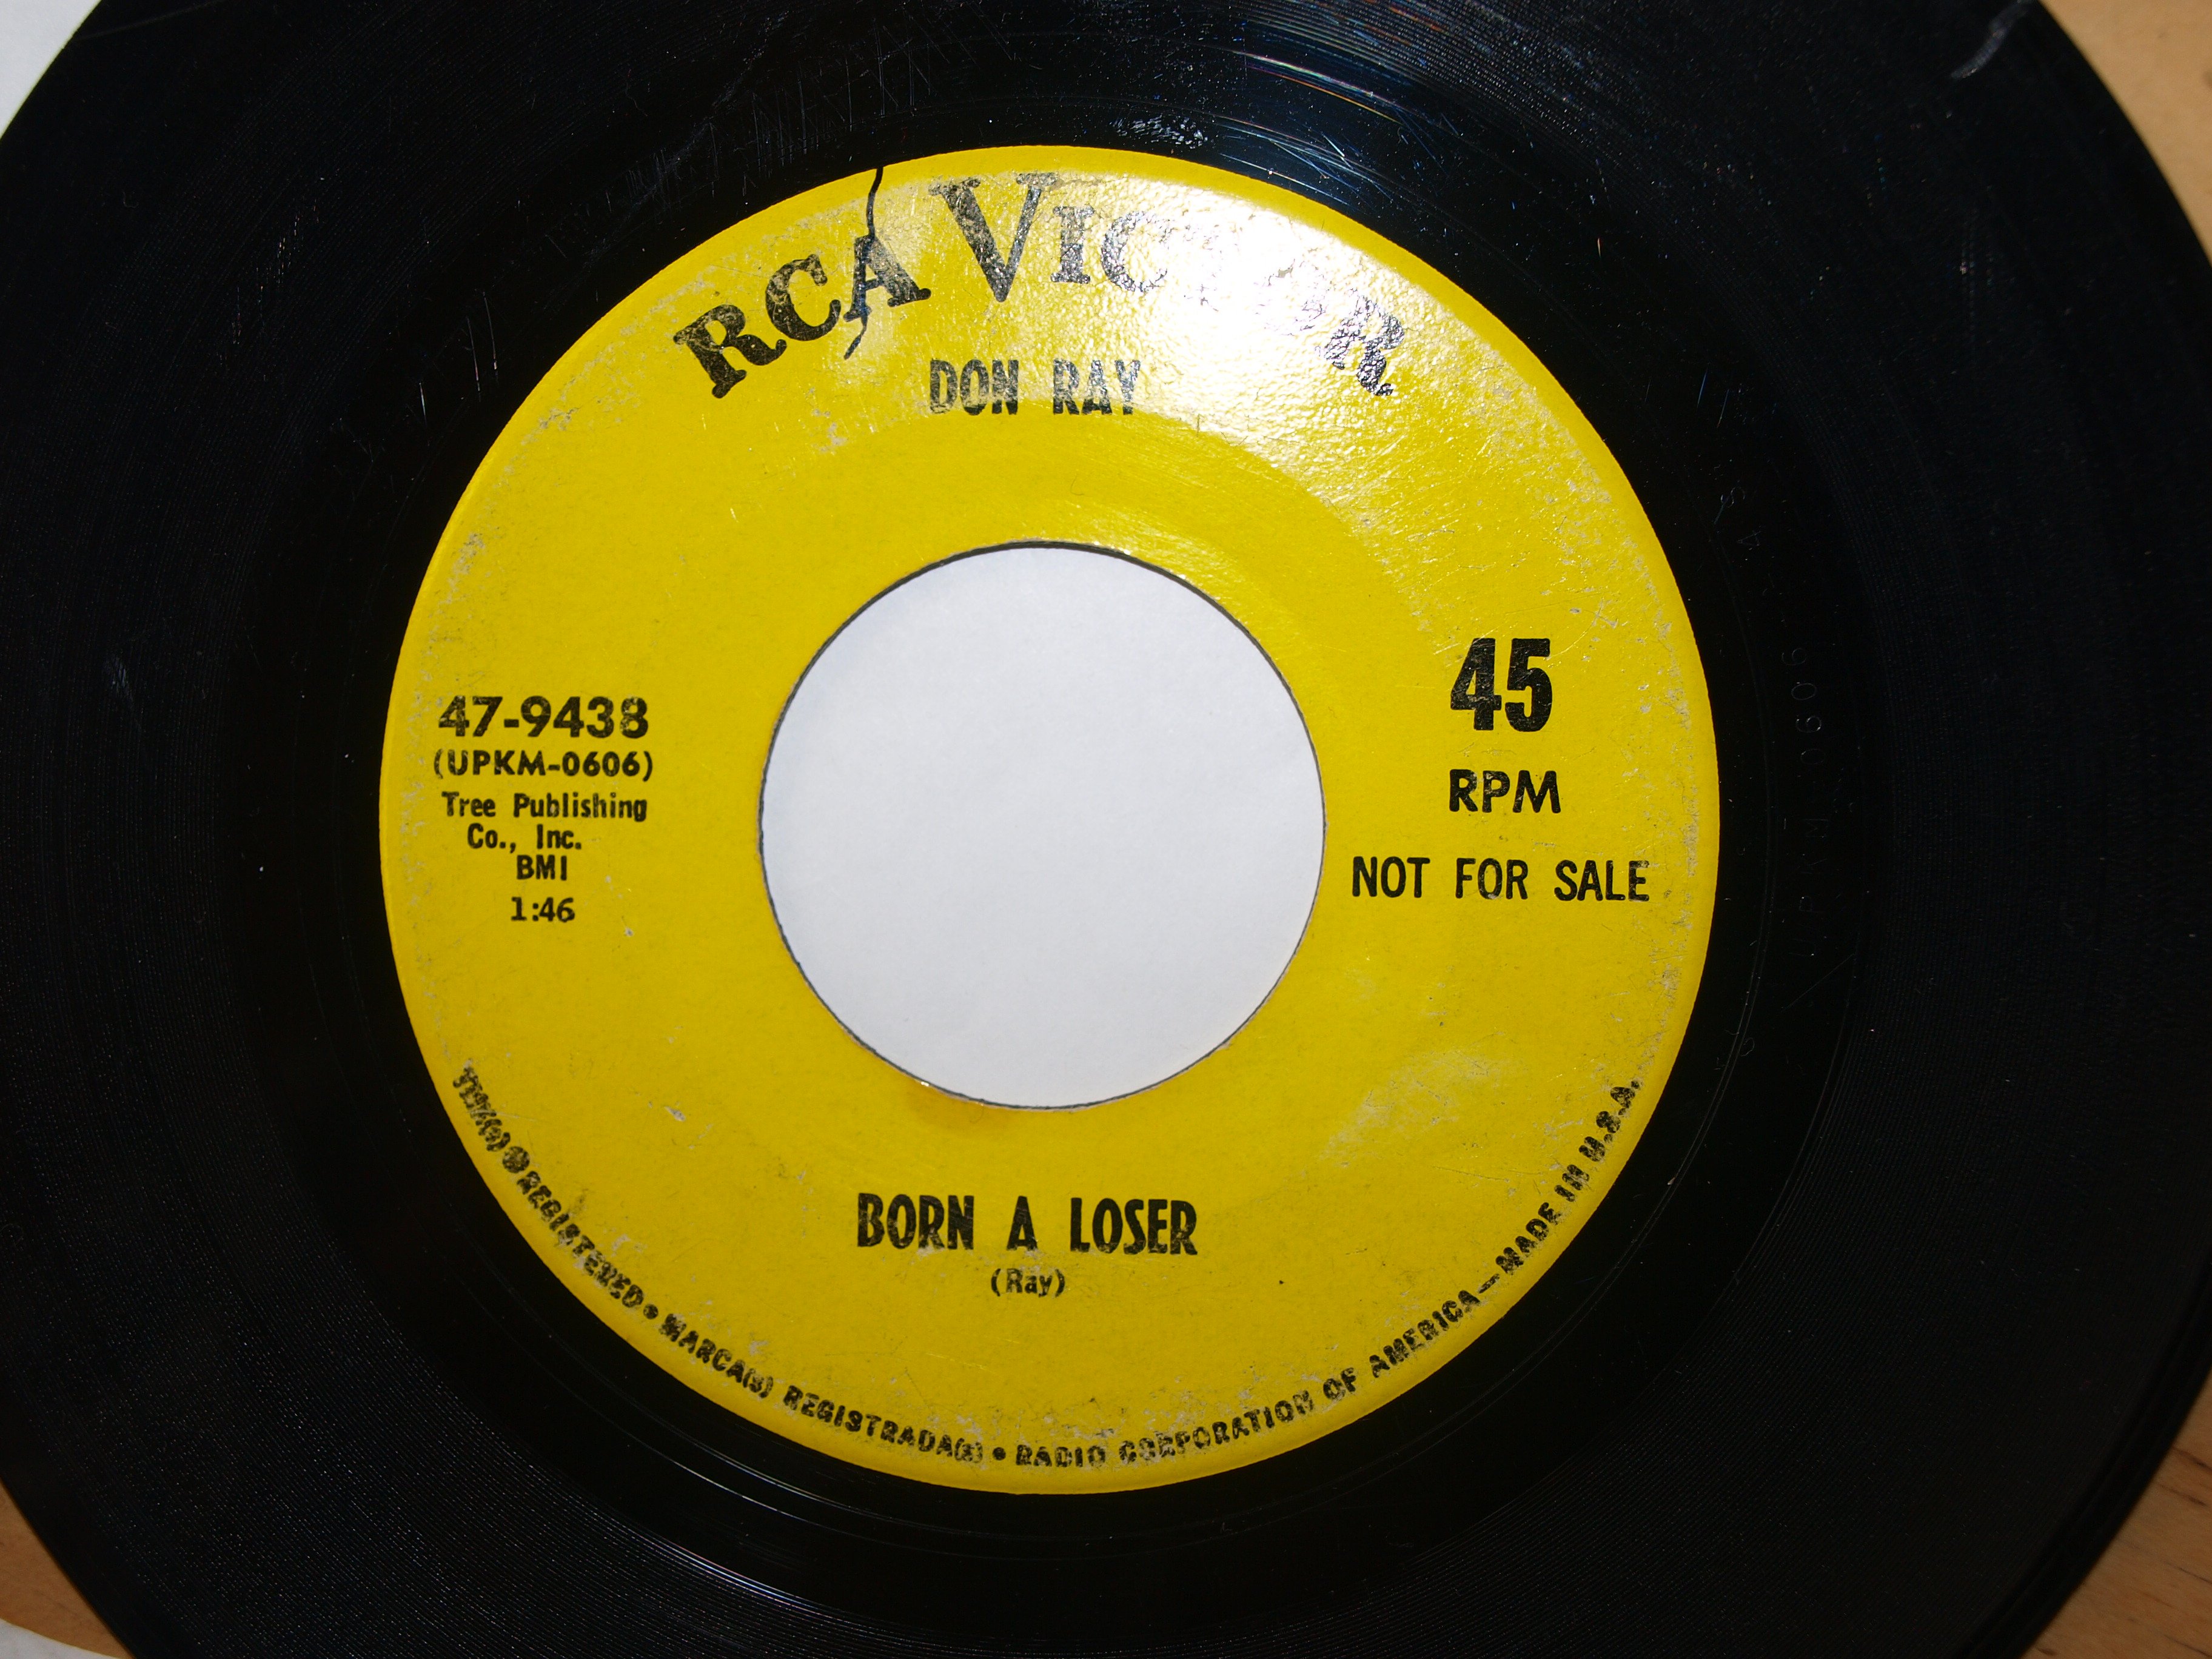 RCA VICTOR
DON RAY
47-9438
(UPKM-0606)
Tree Publishing
Co., Inc.
BMI
1:46
45
RPM
NOT FOR SALE
BORN A LOSER
(Ray)
TMK(s) ® REGISTERED • MARCA(s) REGISTRADA(s) • RADIO CORPORATION OF AMERICA—MADE IN U.S.A.